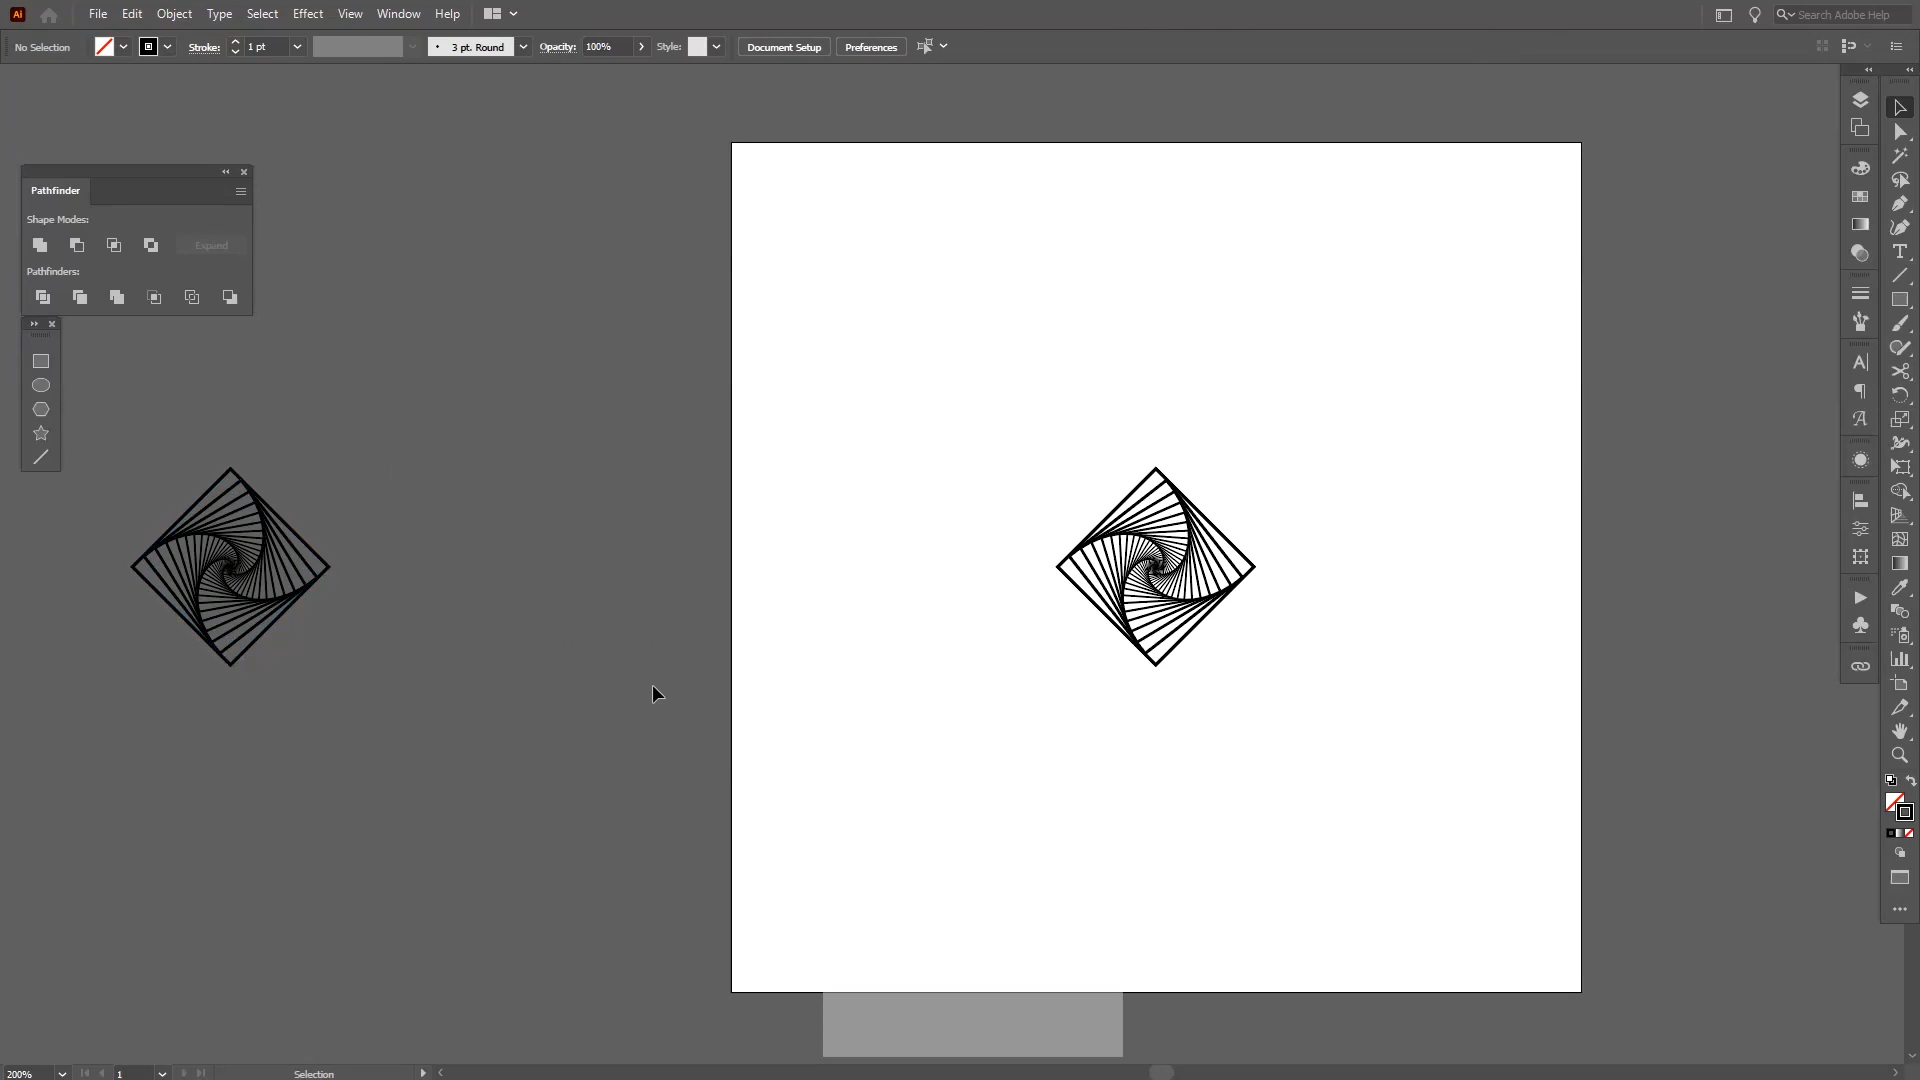 Ai File Edit Object Type Select Effect View Window Help Search Adobe Help
No Selection Stroke: 1 pt 3 pt. Round Opacity: 100% Style: Document Setup Preferences
Pathfinder
Shape Modes:
Expand
Pathfinders:
200% 1 Selection